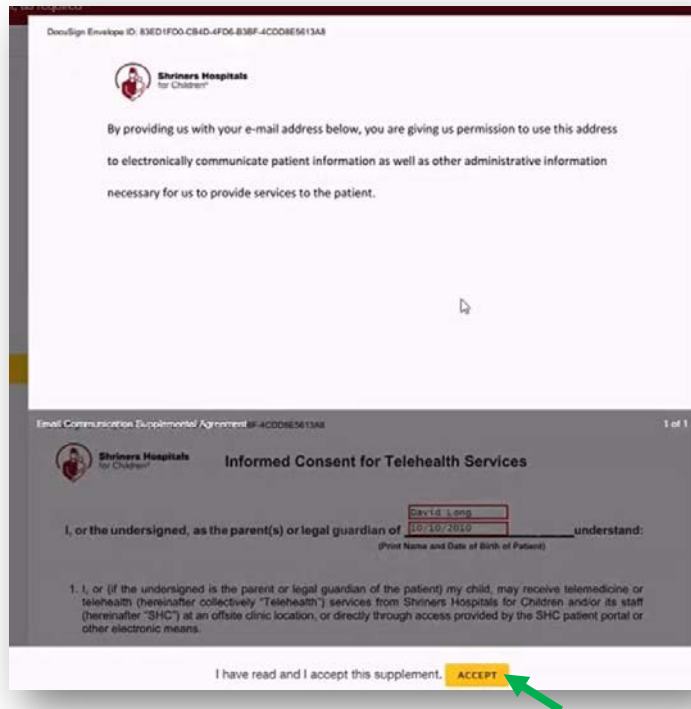 as required
DocuSign Envelope ID: 83ED1FD0-CB4D-4FD6-B3BF-4CDD8E5613A8
Shriners Hospitals
for Children®
By providing us with your e-mail address below, you are giving us permission to use this address
to electronically communicate patient information as well as other administrative information
necessary for us to provide services to the patient.
Email Communication Supplemental Agreement
1 of 1
Shriners Hospitals
for Children®
Informed Consent for Telehealth Services
David Long
I, or the undersigned, as the parent(s) or legal guardian of 10/10/2010 understand:
(Print Name and Date of Birth of Patient)
1. I, or (if the undersigned is the parent or legal guardian of the patient) my child, may receive telemedicine or
telehealth (hereinafter collectively "Telehealth") services from Shriners Hospitals for Children and/or its staff
(hereinafter "SHC") at an offsite clinic location, or directly through access provided by the SHC patient portal or
other electronic means.
I have read and I accept this supplement. ACCEPT